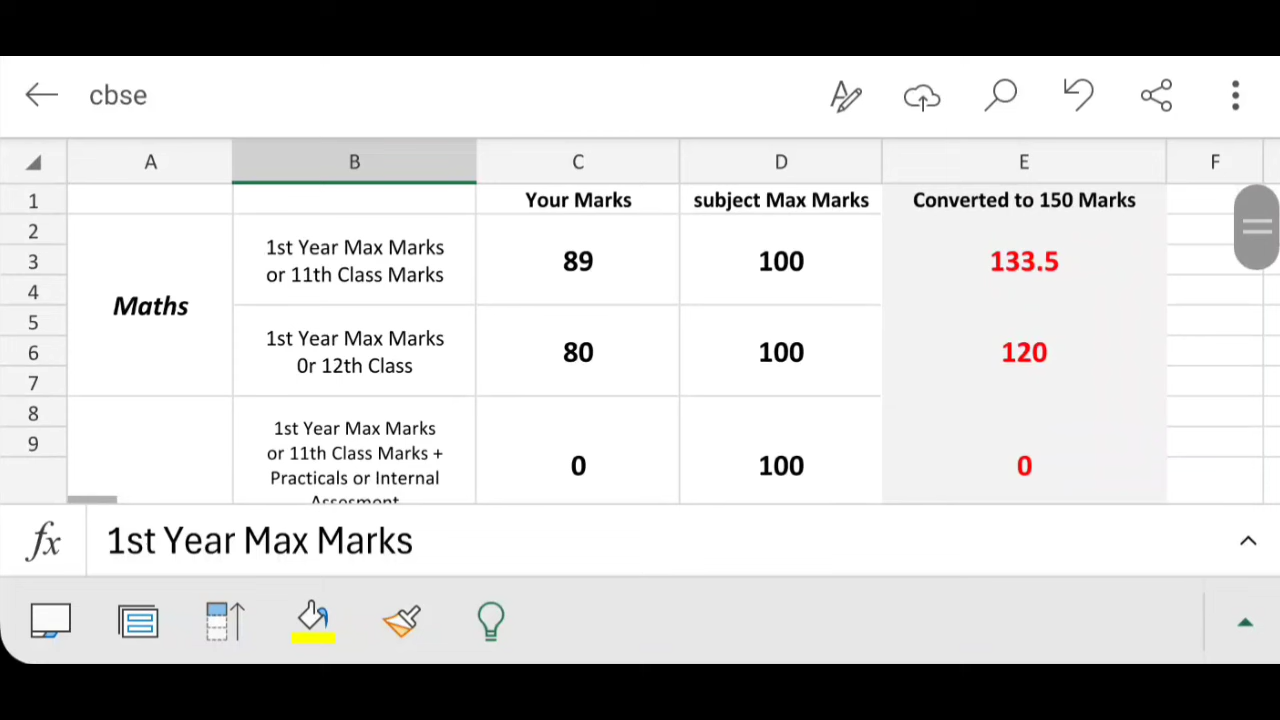 cbse
A B C D E F
1 Your Marks subject Max Marks Converted to 150 Marks
2
1st Year Max Marks
3 89 100 133.5
or 11th Class Marks
4
Maths
5
1st Year Max Marks
6 80 100 120
0r 12th Class
7
8
1st Year Max Marks
9
or 11th Class Marks +
0 100 0
Practicals or Internal
Assesment
fx 1st Year Max Marks